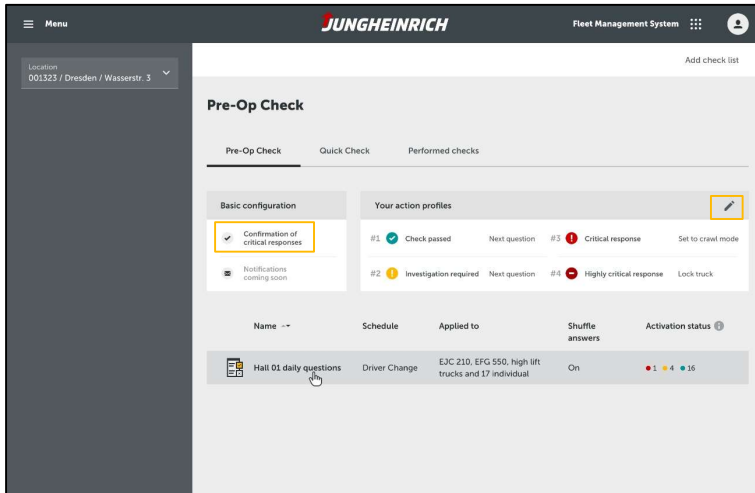 Menu
JUNGHEINRICH
Fleet Management System
Location
001323 / Dresden / Wasserstr. 3
Add check list
Pre-Op Check
Pre-Op Check
Quick Check
Performed checks
Basic configuration
Confirmation of
critical responses
Notifications
coming soon
Your action profiles
#1 Check passed Next question
#3 Critical response Set to crawl mode
#2 Investigation required Next question
#4 Highly critical response Lock truck
Name
Schedule
Applied to
Shuffle
answers
Activation status
Hall 01 daily questions
Driver Change
EJC 210, EFG 550, high lift
trucks and 17 individual
On
1 4 16